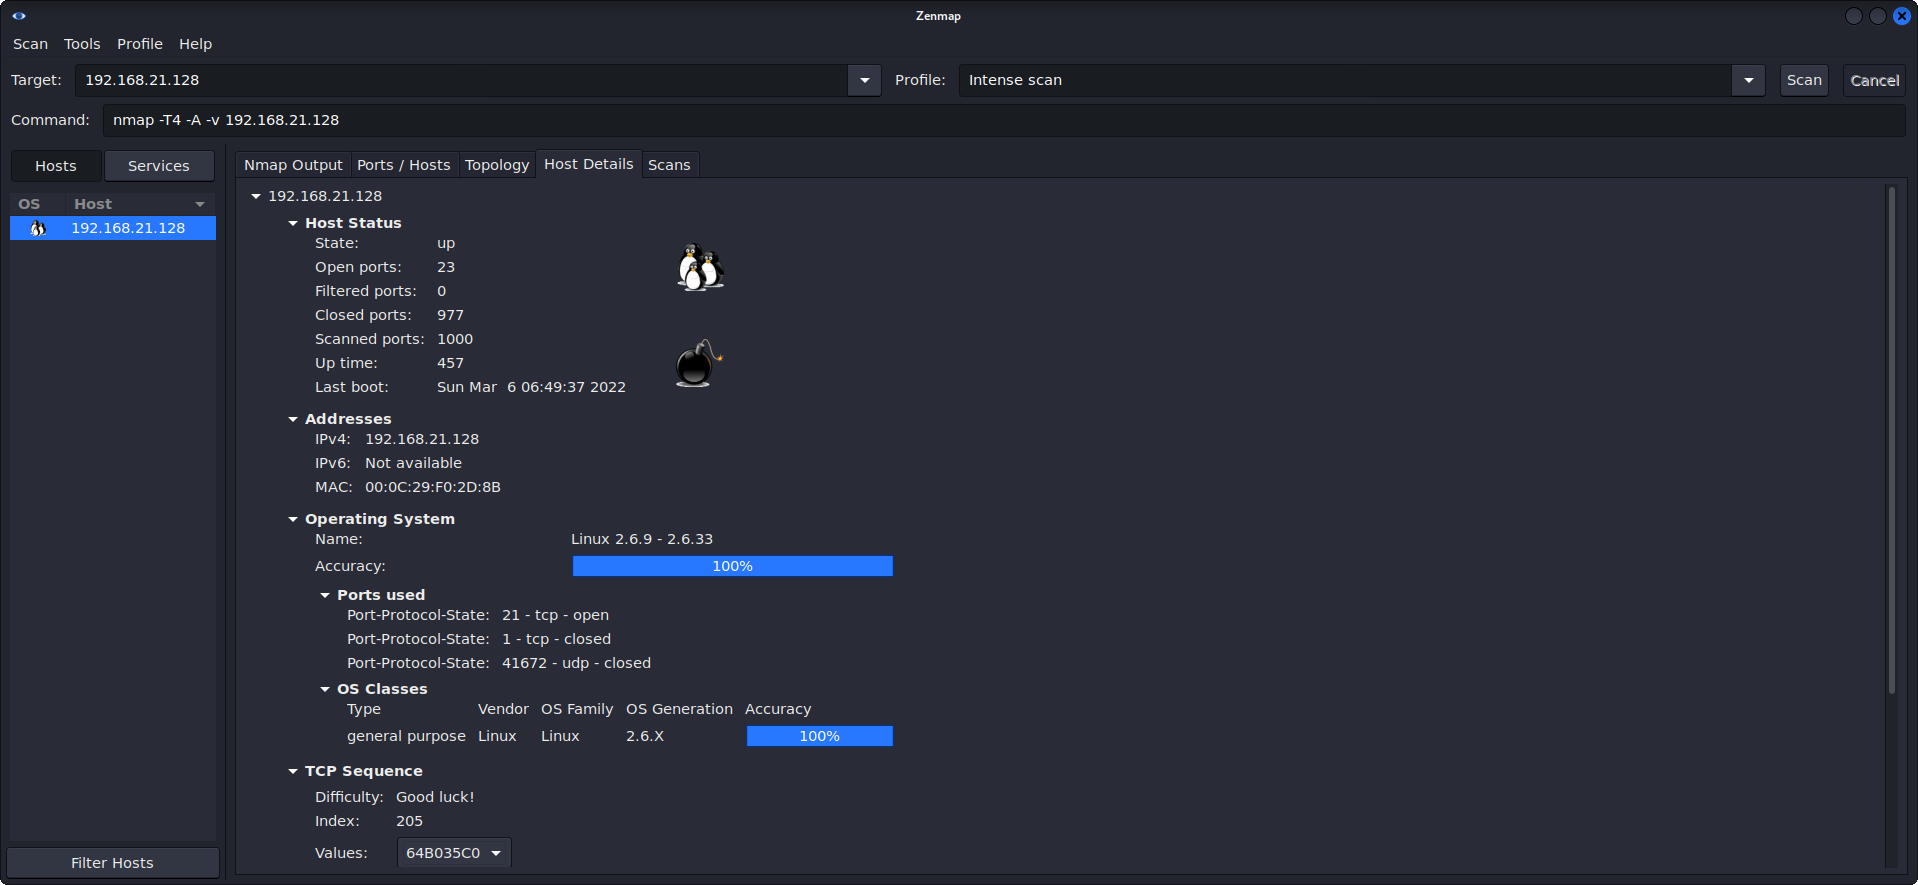 Zenmap
Scan Tools Profile Help
Target: 192.168.21.128 Profile: Intense scan Scan Cancel
Command: nmap -T4 -A -v 192.168.21.128
Hosts Services
Nmap Output Ports / Hosts Topology Host Details Scans
OS Host
192.168.21.128
192.168.21.128
Host Status
State: up
Open ports: 23
Filtered ports: 0
Closed ports: 977
Scanned ports: 1000
Up time: 457
Last boot: Sun Mar 6 06:49:37 2022
Addresses
IPv4: 192.168.21.128
IPv6: Not available
MAC: 00:0C:29:F0:2D:8B
Operating System
Name: Linux 2.6.9 - 2.6.33
Accuracy: 100%
Ports used
Port-Protocol-State: 21 - tcp - open
Port-Protocol-State: 1 - tcp - closed
Port-Protocol-State: 41672 - udp - closed
OS Classes
Type Vendor OS Family OS Generation Accuracy
general purpose Linux Linux 2.6.X 100%
TCP Sequence
Difficulty: Good luck!
Index: 205
Values: 64B035C0
Filter Hosts